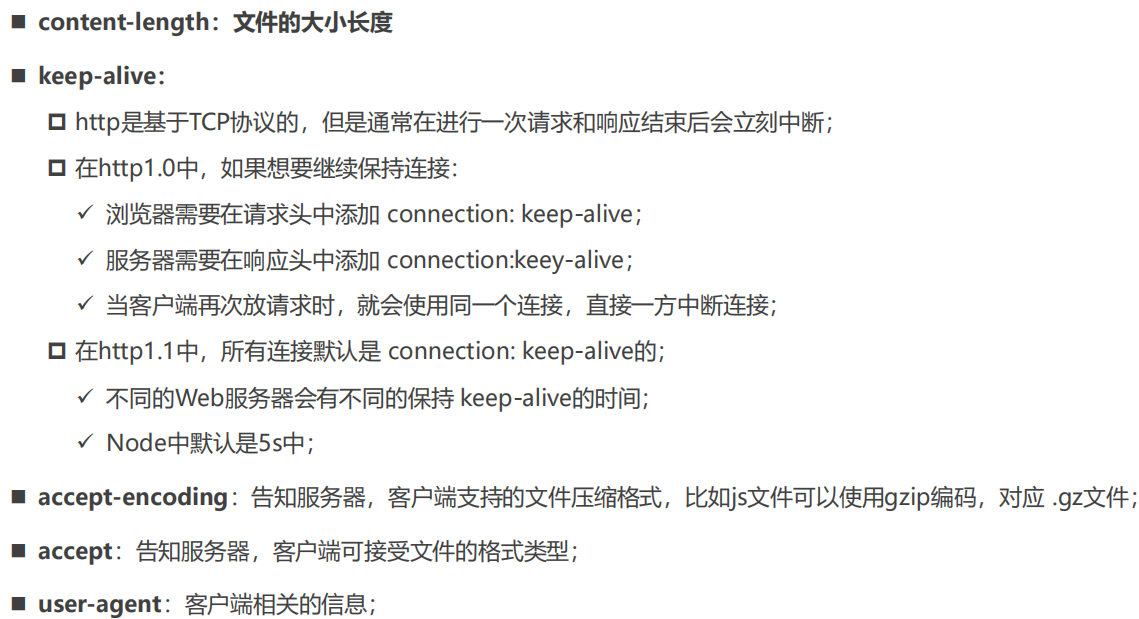 ■ content-length：文件的大小长度
■ keep-alive：
http是基于TCP协议的，但是通常在进行一次请求和响应结束后会立刻中断；
在http1.0中，如果想要继续保持连接：
✓ 浏览器需要在请求头中添加 connection: keep-alive；
✓ 服务器需要在响应头中添加 connection:keey-alive；
✓ 当客户端再次放请求时，就会使用同一个连接，直接一方中断连接；
在http1.1中，所有连接默认是 connection: keep-alive的；
✓ 不同的Web服务器会有不同的保持 keep-alive的时间；
✓ Node中默认是5s中；
■ accept-encoding：告知服务器，客户端支持的文件压缩格式，比如js文件可以使用gzip编码，对应 .gz文件；
■ accept：告知服务器，客户端可接受文件的格式类型；
■ user-agent：客户端相关的信息；